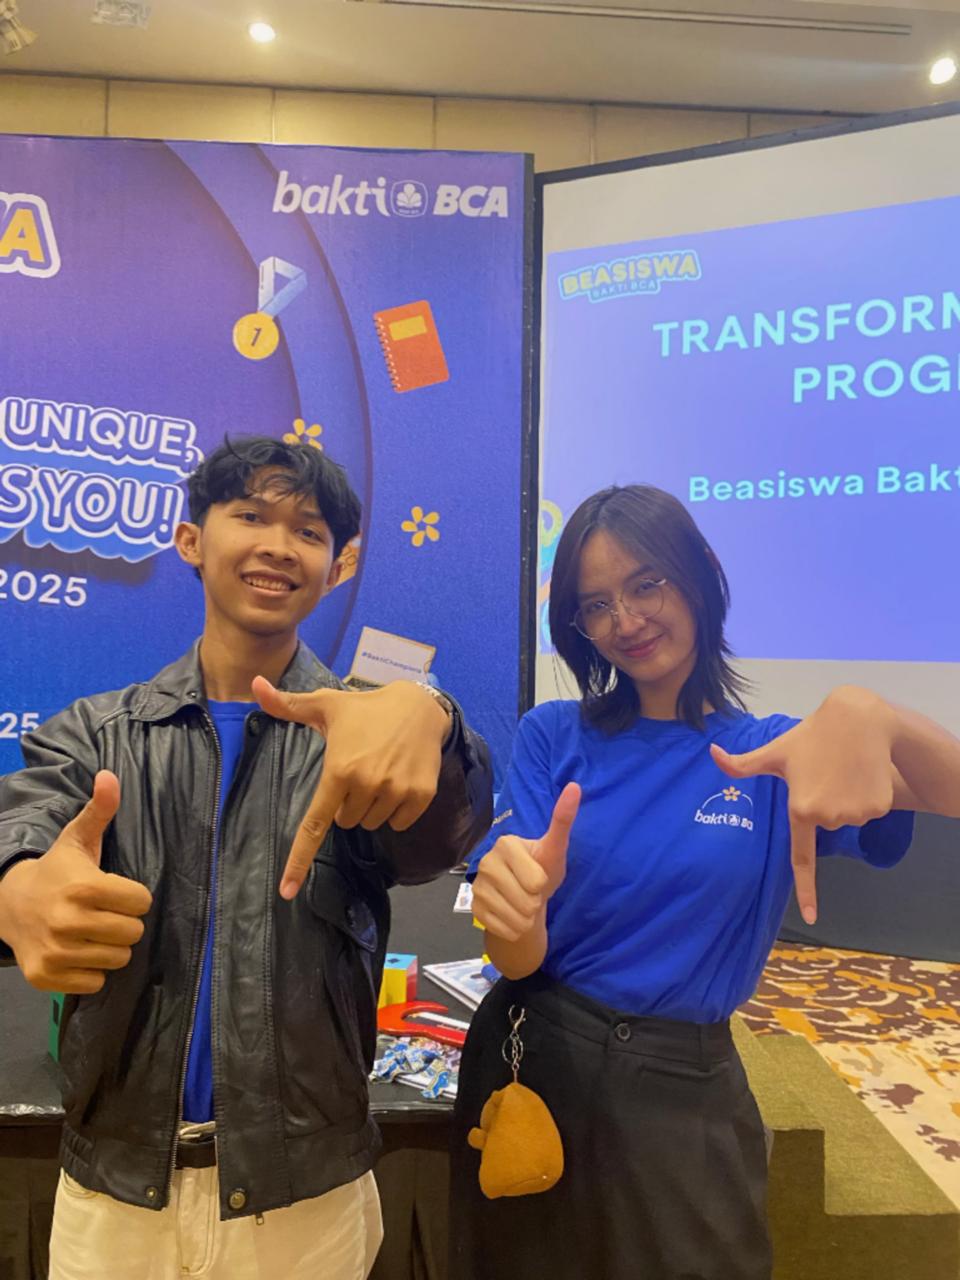 bakti BCA
A
UNIQUE,
S YOU!
2025
25
#BaktiChampions
BEASISWA
BAKTI BCA
TRANSFORM
PROG
Beasiswa Bakt
bakti BCA